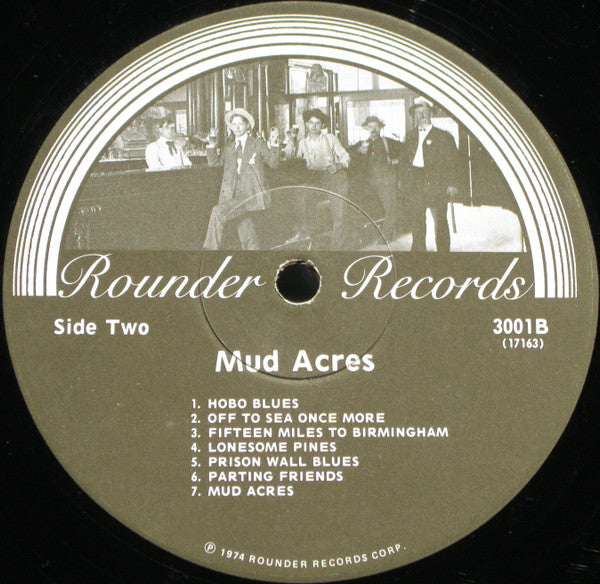 Rounder Records
Side Two
3001B
(17163)
Mud Acres
1. HOBO BLUES
2. OFF TO SEA ONCE MORE
3. FIFTEEN MILES TO BIRMINGHAM
4. LONESOME PINES
5. PRISON WALL BLUES
6. PARTING FRIENDS
7. MUD ACRES
℗ 1974 ROUNDER RECORDS CORP.